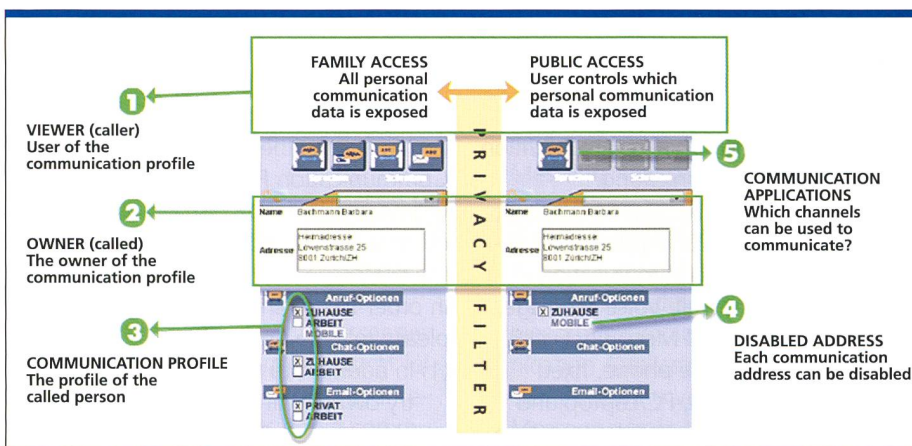 FAMILY ACCESS
All personal
communication
data is exposed
PUBLIC ACCESS
User controls which
personal communication
data is exposed
1
VIEWER (caller)
User of the
communication profile
PRIVACY FILTER
Sprechen
Schreiben
5
COMMUNICATION
APPLICATIONS
Which channels
can be used to
communicate?
2
OWNER (called)
The owner of the
communication profile
Name Bachmann Barbara
Adresse Heimadresse
Löwenstrasse 25
8001 Zürich/ZH
Name Bachmann Barbara
Adresse Heimadresse
Löwenstrasse 25
8001 Zürich/ZH
3
COMMUNICATION PROFILE
The profile of the
called person
Anruf-Optionen
X ZUHAUSE
ARBEIT
MOBILE
Chat-Optionen
X ZUHAUSE
ARBEIT
Email-Optionen
X PRIVAT
ARBEIT
Anruf-Optionen
X ZUHAUSE
MOBILE
Chat-Optionen
Email-Optionen
4
DISABLED ADDRESS
Each communication
address can be disabled